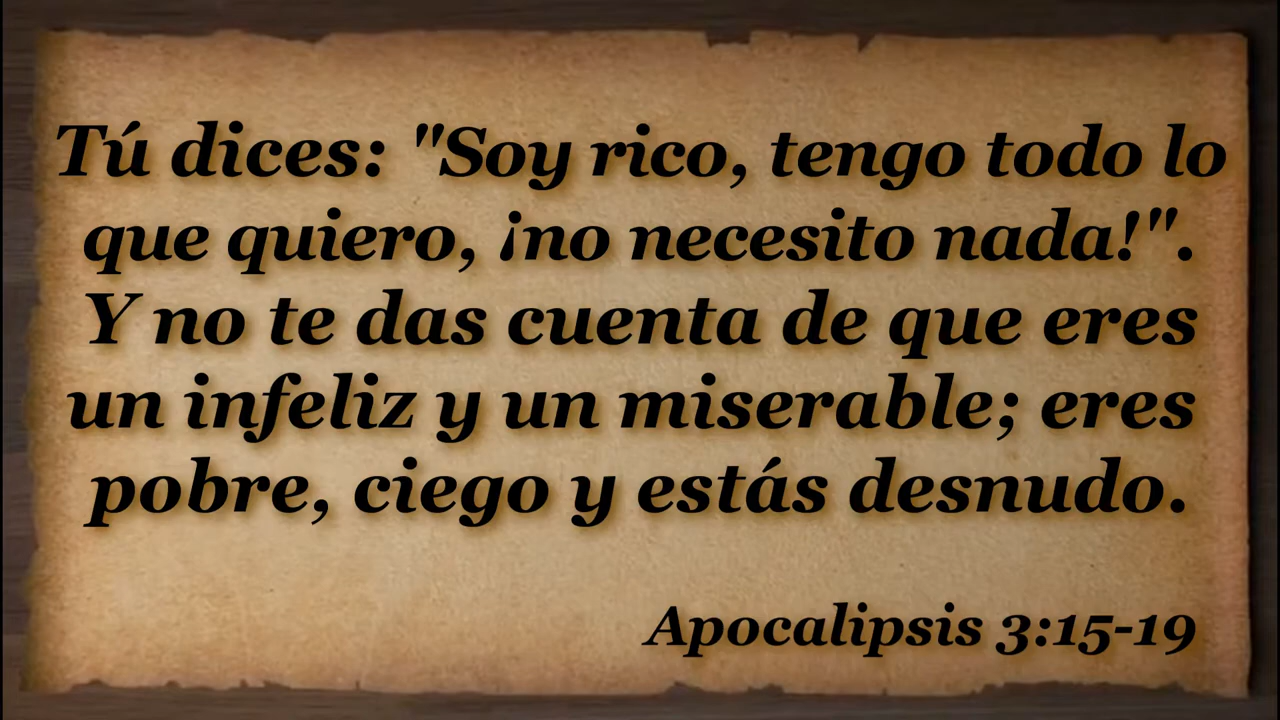 Tú dices: "Soy rico, tengo todo lo
que quiero, ¡no necesito nada!".
Y no te das cuenta de que eres
un infeliz y un miserable; eres
pobre, ciego y estás desnudo.
Apocalipsis 3:15-19